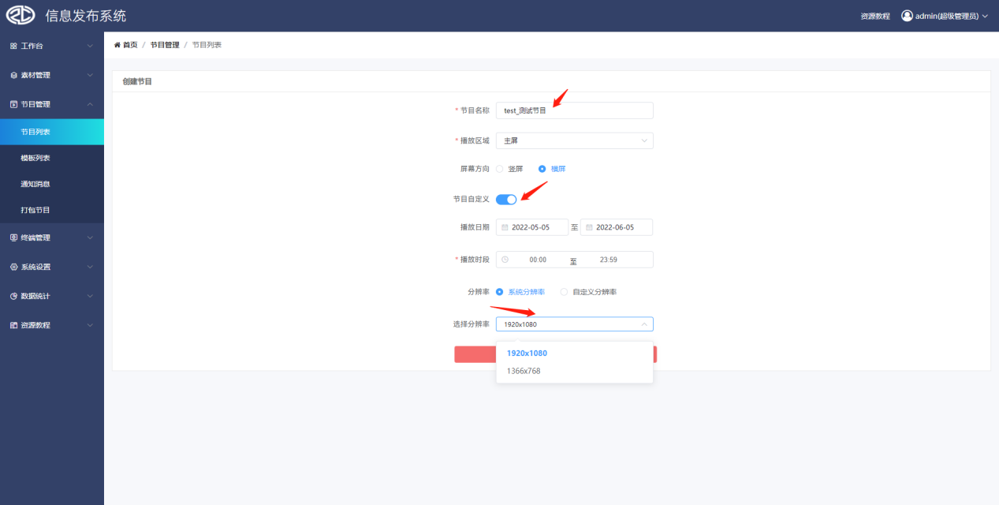 信息发布系统
资源教程
admin(超级管理员)
工作台
素材管理
节目管理
节目列表
模板列表
通知消息
打包节目
终端管理
系统设置
数据统计
资源教程
首页 / 节目管理 / 节目列表
创建节目
* 节目名称 test_测试节目
* 播放区域 主屏
屏幕方向 竖屏 横屏
节目自定义
播放日期 2022-05-05 至 2022-06-05
* 播放时段 00:00 至 23:59
分辨率 系统分辨率 自定义分辨率
选择分辨率 1920x1080
1920x1080
1366x768